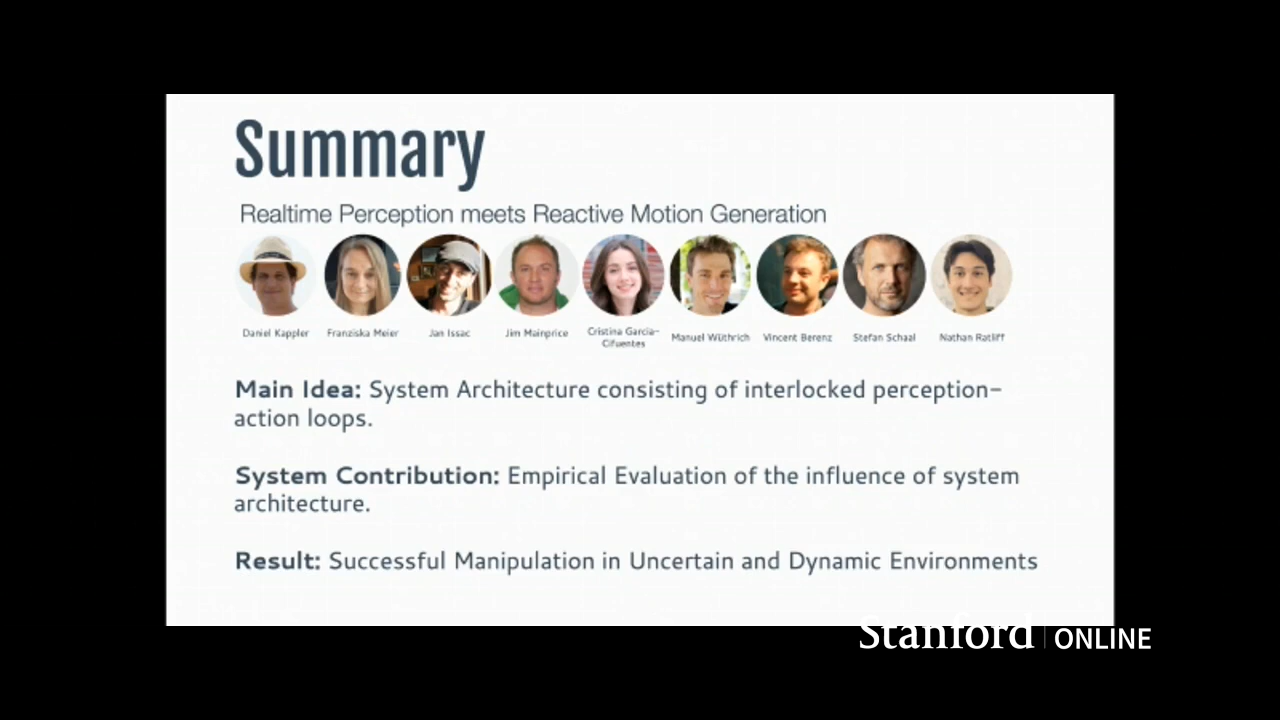 Summary
Realtime Perception meets Reactive Motion Generation
Daniel Kappler Franziska Meier Jan Issac Jim Mainprice Cristina Garcia-Cifuentes Manuel Wüthrich Vincent Berenz Stefan Schaal Nathan Ratliff
Main Idea: System Architecture consisting of interlocked perception-
action loops.
System Contribution: Empirical Evaluation of the influence of system
architecture.
Result: Successful Manipulation in Uncertain and Dynamic Environments
Stanford ONLINE